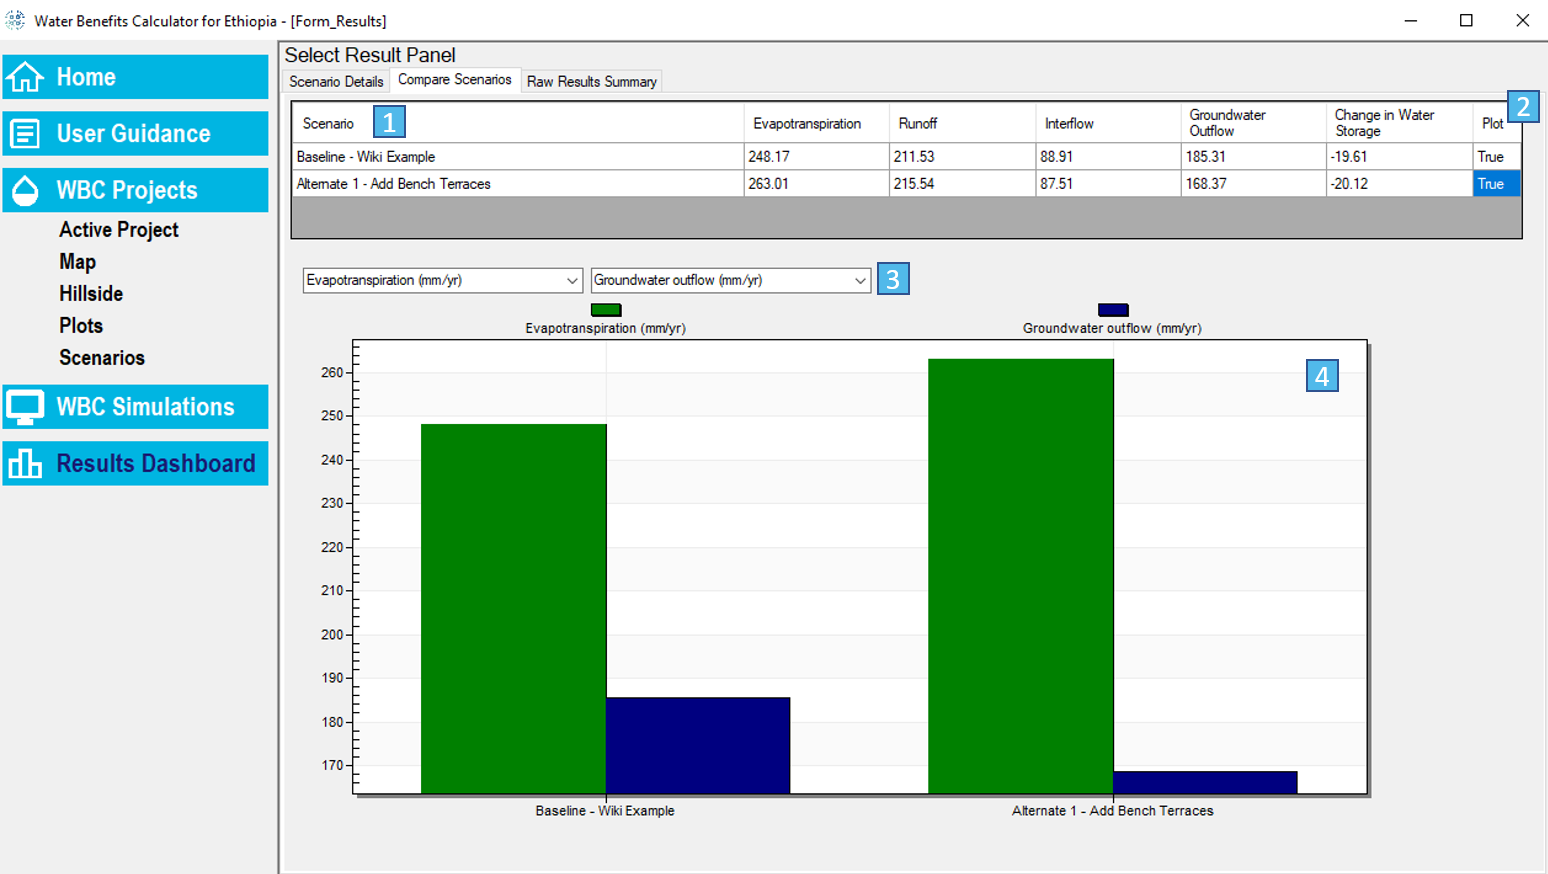 Water Benefits Calculator for Ethiopia - [Form_Results]
Home
User Guidance
WBC Projects
Active Project
Map
Hillside
Plots
Scenarios
WBC Simulations
Results Dashboard
Select Result Panel
Scenario Details Compare Scenarios Raw Results Summary
Scenario 1 Evapotranspiration Runoff Interflow Groundwater Outflow Change in Water Storage Plot 2
Baseline - Wiki Example 248.17 211.53 88.91 185.31 -19.61 True
Alternate 1 - Add Bench Terraces 263.01 215.54 87.51 168.37 -20.12 True
Evapotranspiration (mm/yr) Groundwater outflow (mm/yr) 3
Evapotranspiration (mm/yr) Groundwater outflow (mm/yr)
4
260
250
240
230
220
210
200
190
180
170
Baseline - Wiki Example Alternate 1 - Add Bench Terraces